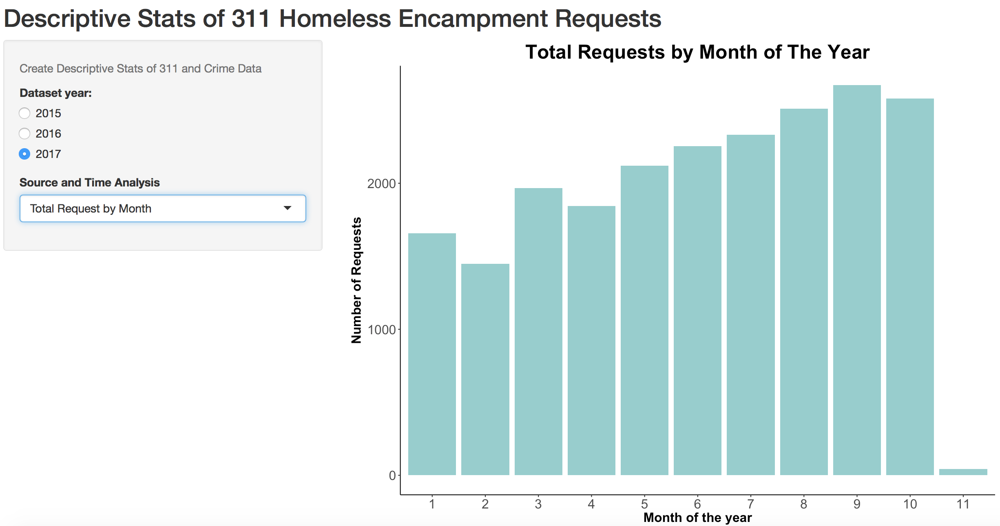 Descriptive Stats of 311 Homeless Encampment Requests
Create Descriptive Stats of 311 and Crime Data
Dataset year:
2015
2016
2017
Source and Time Analysis
Total Request by Month
Total Requests by Month of The Year
Number of Requests
2000
1000
0
1 2 3 4 5 6 7 8 9 10 11
Month of the year